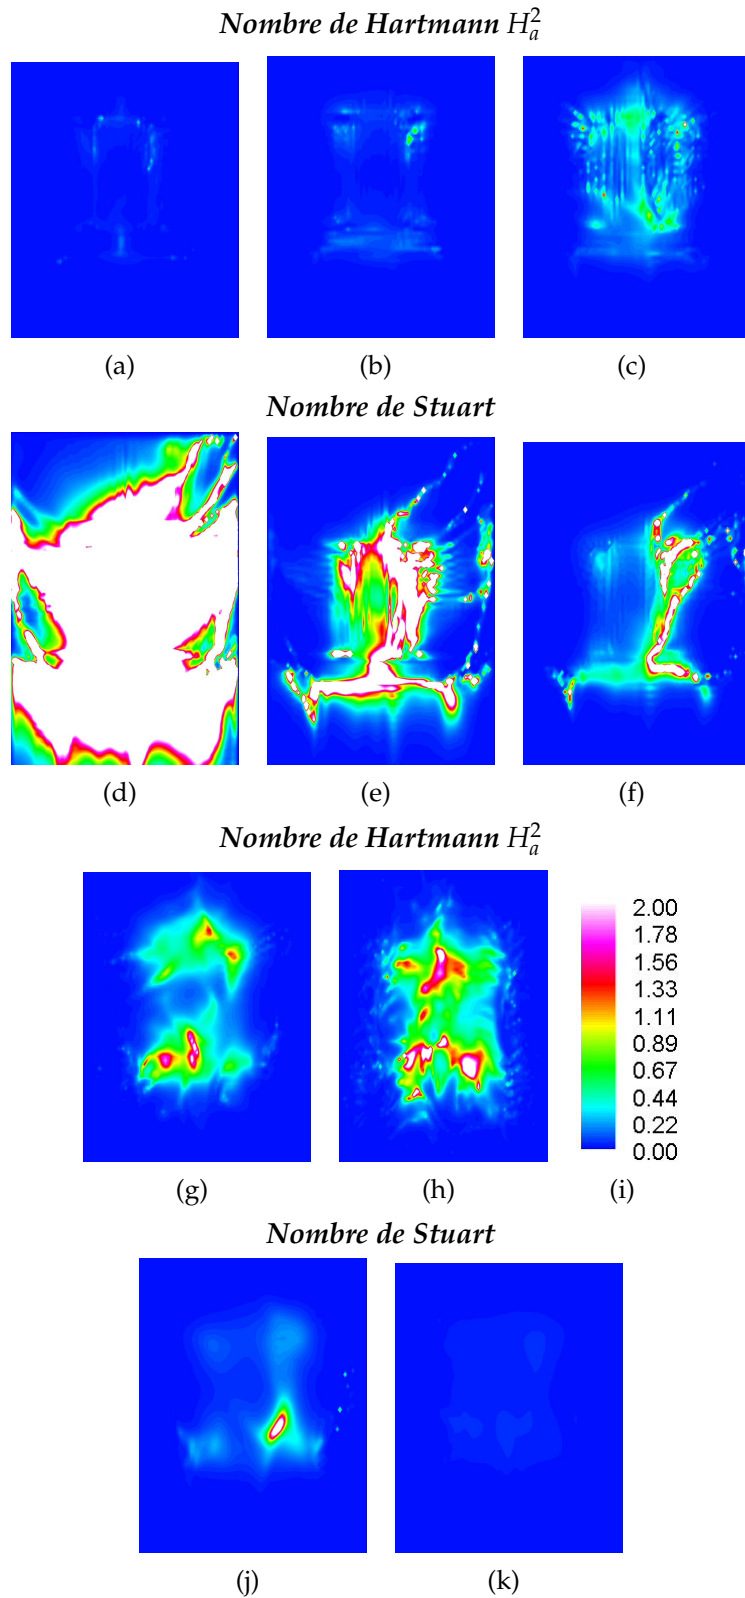 Nombre de Hartmann $H_a^2$
(a) (b) (c)
Nombre de Stuart
(d) (e) (f)
Nombre de Hartmann $H_a^2$
2.00
1.78
1.56
1.33
1.11
0.89
0.67
0.44
0.22
0.00
(g) (h) (i)
Nombre de Stuart
(j) (k)